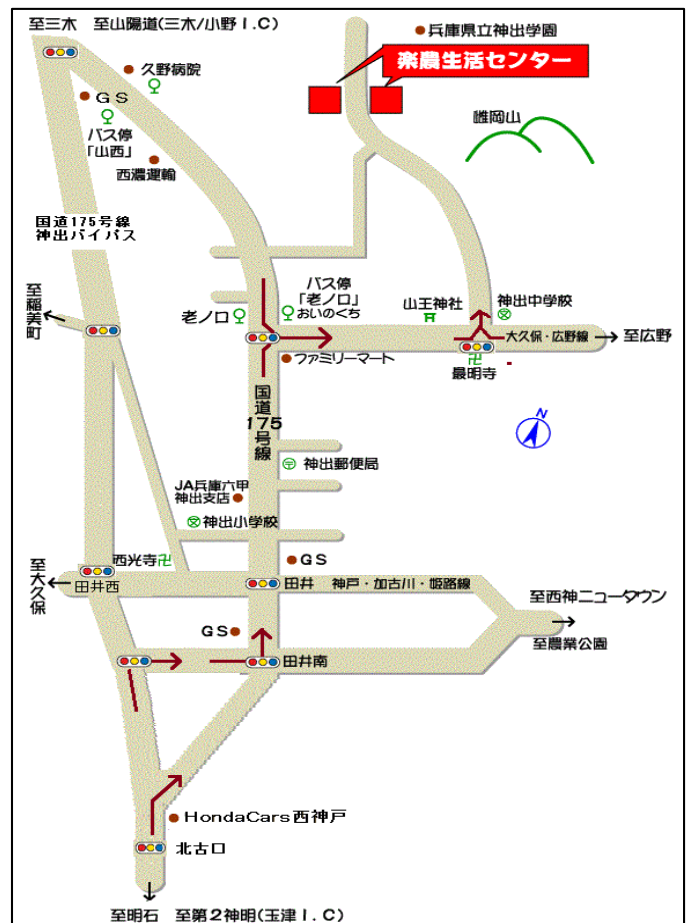 至三木 至山陽道(三木/小野I.C)
兵庫県立神出学園
楽農生活センター
久野病院
GS
バス停
「山西」
西濃運輸
雌岡山
国道175号線
神出バイパス
至稲美町
老ノ口
バス停
「老ノ口」
おいのくち
山王神社
神出中学校
大久保・広野線
至広野
ファミリーマート
最明寺
N
国道175号線
神出郵便局
JA兵庫六甲
神出支店
神出小学校
西光寺
GS
至大久保
田井西
田井
神戸・加古川・姫路線
至西神ニュータウン
至農業公園
GS
田井南
HondaCars西神戸
北古口
至明石 至第2神明(玉津I.C)